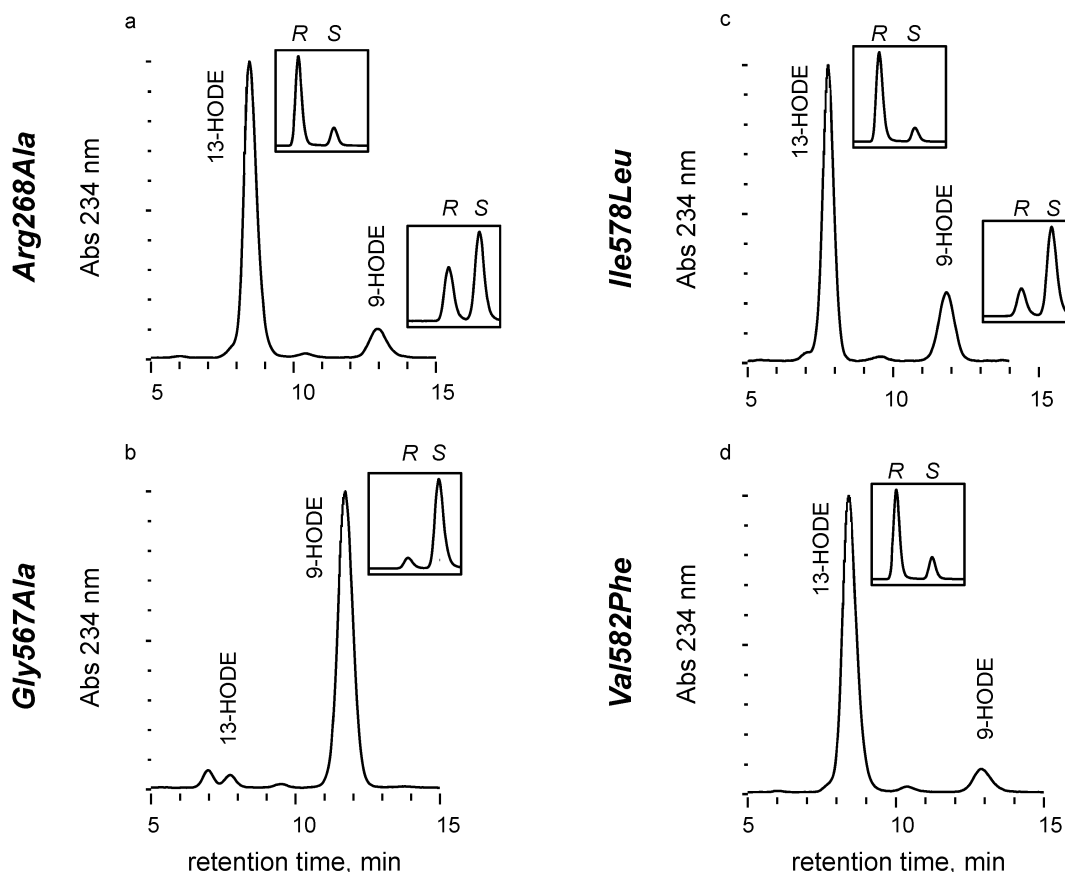 a
Arg268Ala
Abs 234 nm
13-HODE
R S
9-HODE
R S
5 10 15
c
Ile578Leu
Abs 234 nm
13-HODE
R S
9-HODE
R S
5 10 15
b
Gly567Ala
Abs 234 nm
13-HODE
9-HODE
R S
5 10 15
retention time, min
d
Val582Phe
Abs 234 nm
13-HODE
R S
9-HODE
5 10 15
retention time, min